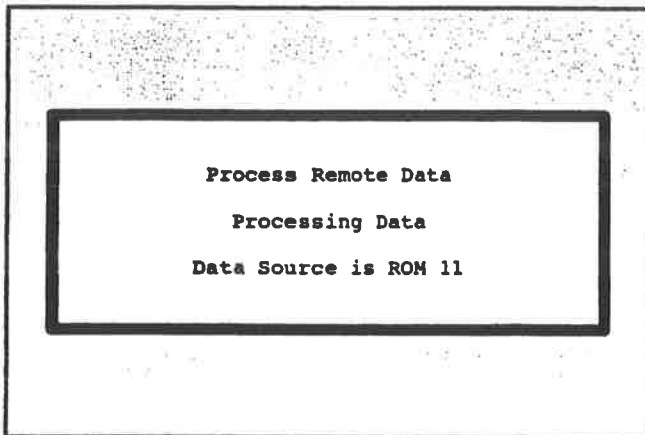 Process Remote Data
Processing Data
Data Source is ROM 11